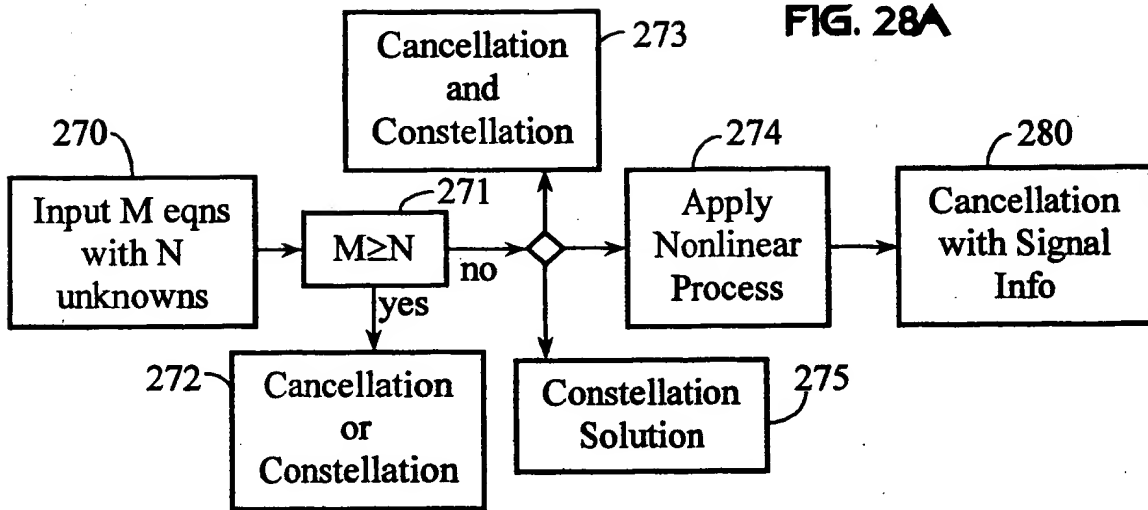 FIG. 28A
Cancellation
and
Constellation
273
270
Input M eqns
with N
unknowns
271
M≥N
no
yes
274
Apply
Nonlinear
Process
280
Cancellation
with Signal
Info
272
Cancellation
or
Constellation
Constellation
Solution
275